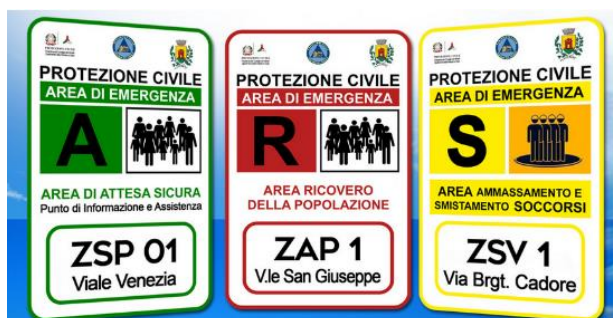 PROTEZIONE CIVILE
AREA DI EMERGENZA
A
AREA DI ATTESA SICURA
Punto di Informazione e Assistenza
ZSP 01
Viale Venezia
PROTEZIONE CIVILE
AREA DI EMERGENZA
R
AREA RICOVERO
DELLA POPOLAZIONE
ZAP 1
V.le San Giuseppe
PROTEZIONE CIVILE
AREA DI EMERGENZA
S
AREA AMMASSAMENTO E
SMISTAMENTO SOCCORSI
ZSV 1
Via Brgt. Cadore